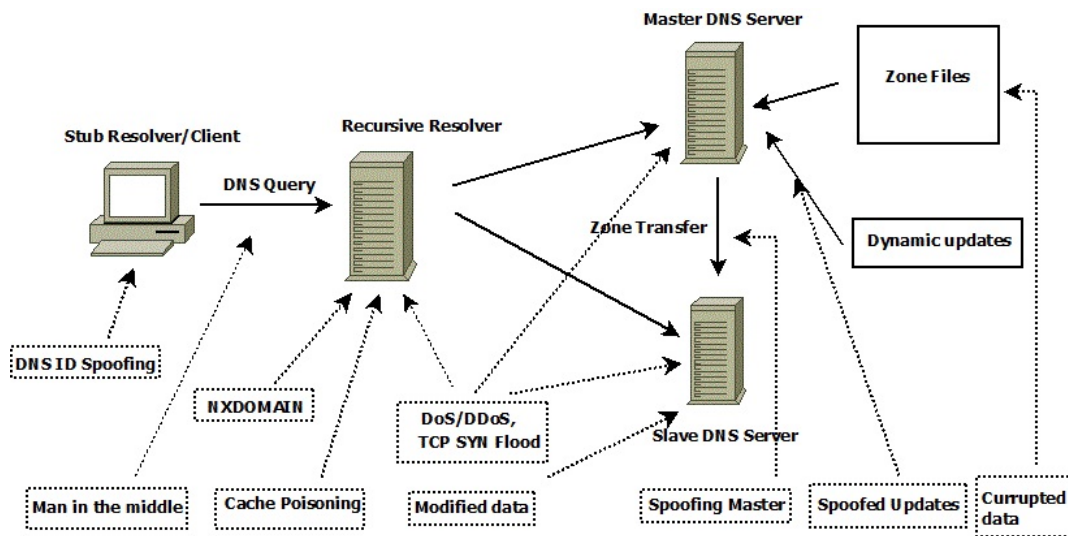 Master DNS Server
Zone Files
Stub Resolver/Client
Recursive Resolver
DNS Query
Zone Transfer
Dynamic updates
DNS ID Spoofing
NXDOMAIN
DoS/DDoS,
TCP SYN Flood
Slave DNS Server
Man in the middle
Cache Poisoning
Modified data
Spoofing Master
Spoofed Updates
Currupted
data